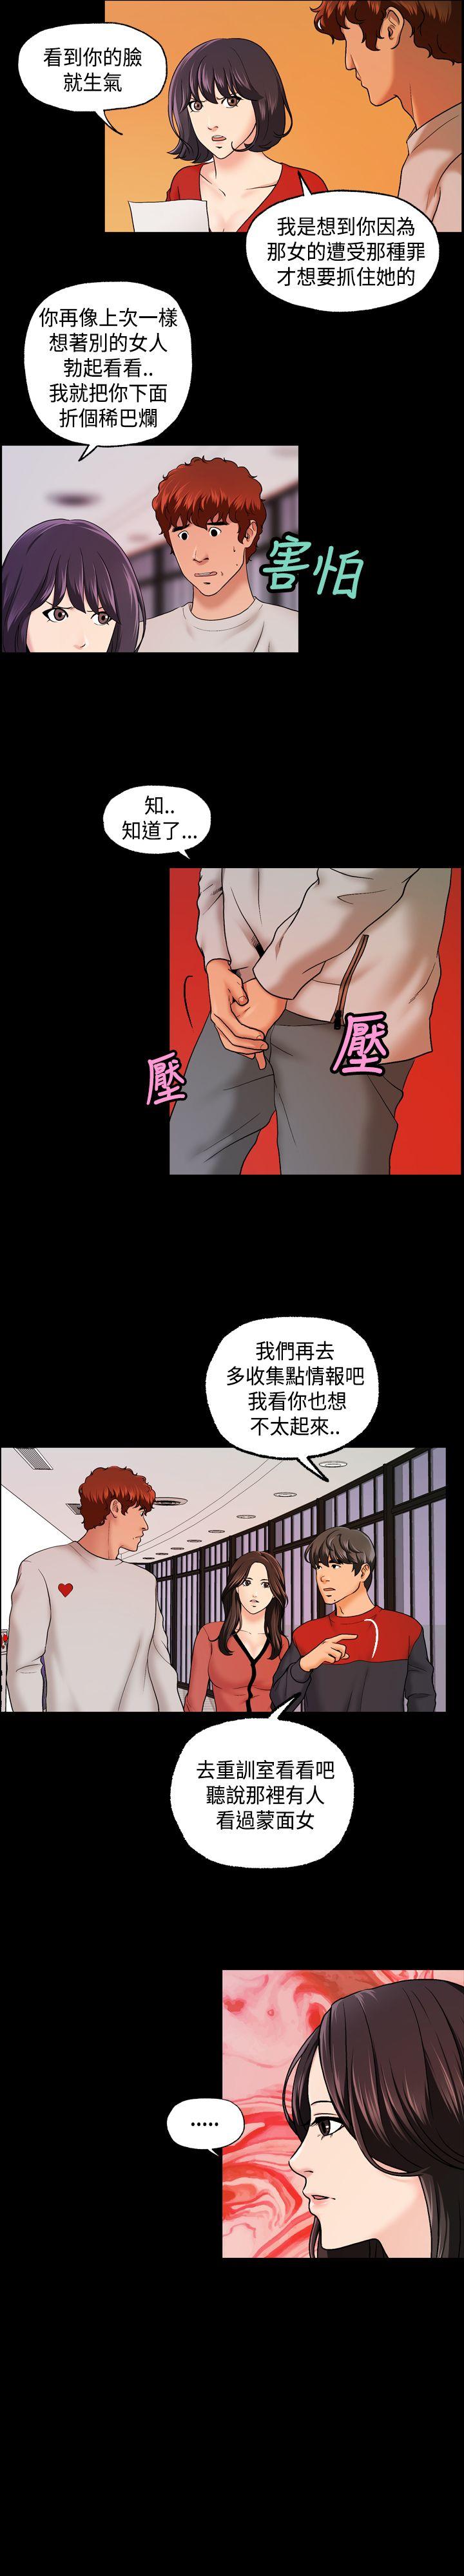 看到你的臉
就生氣
我是想到你因為
那女的遭受那種罪
才想要抓住她的
你再像上次一樣
想著別的女人
勃起看看..
我就把你下面
折個稀巴爛
害怕
知..
知道了...
壓
壓
我們再去
多收集點情報吧
我看你也想
不太起來..
去重訓室看看吧
聽說那裡有人
看過蒙面女
.....